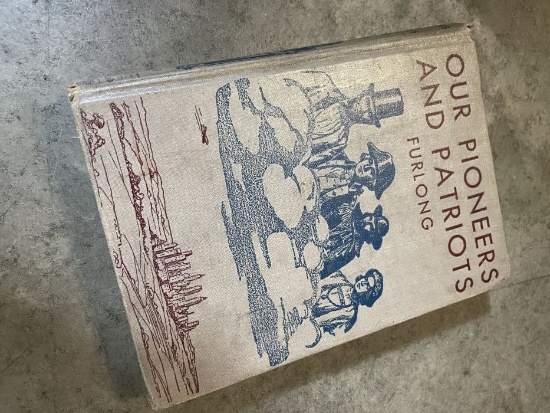 OUR PIONEERS
AND PATRIOTS
FURLONG